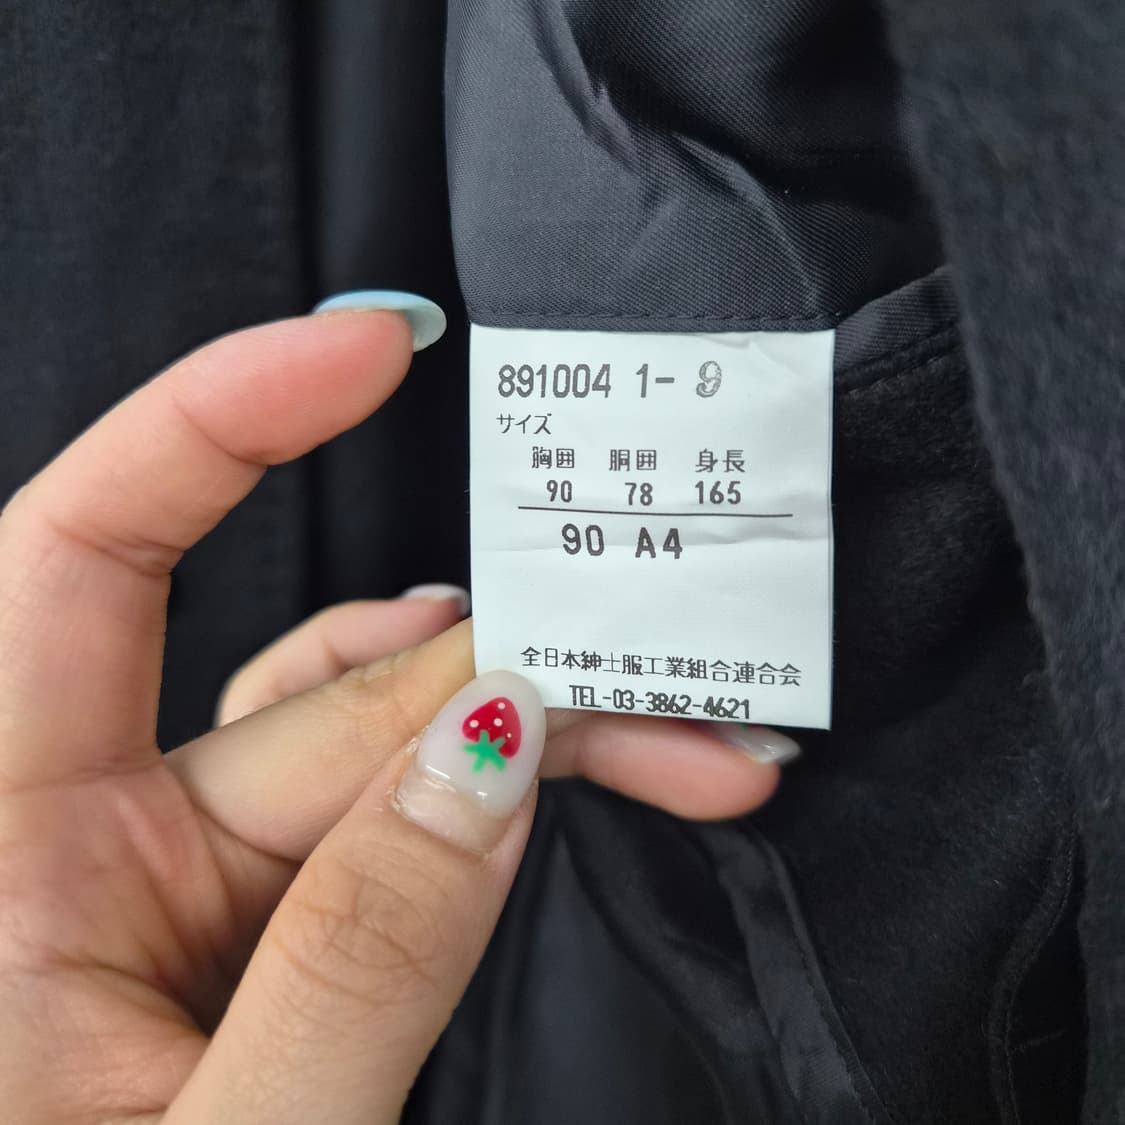 891004 1- 9
サイズ
胸囲 胴囲 身長
90 78 165
90 A4
全日本紳士服工業組合連合会
TEL-03-3862-4621